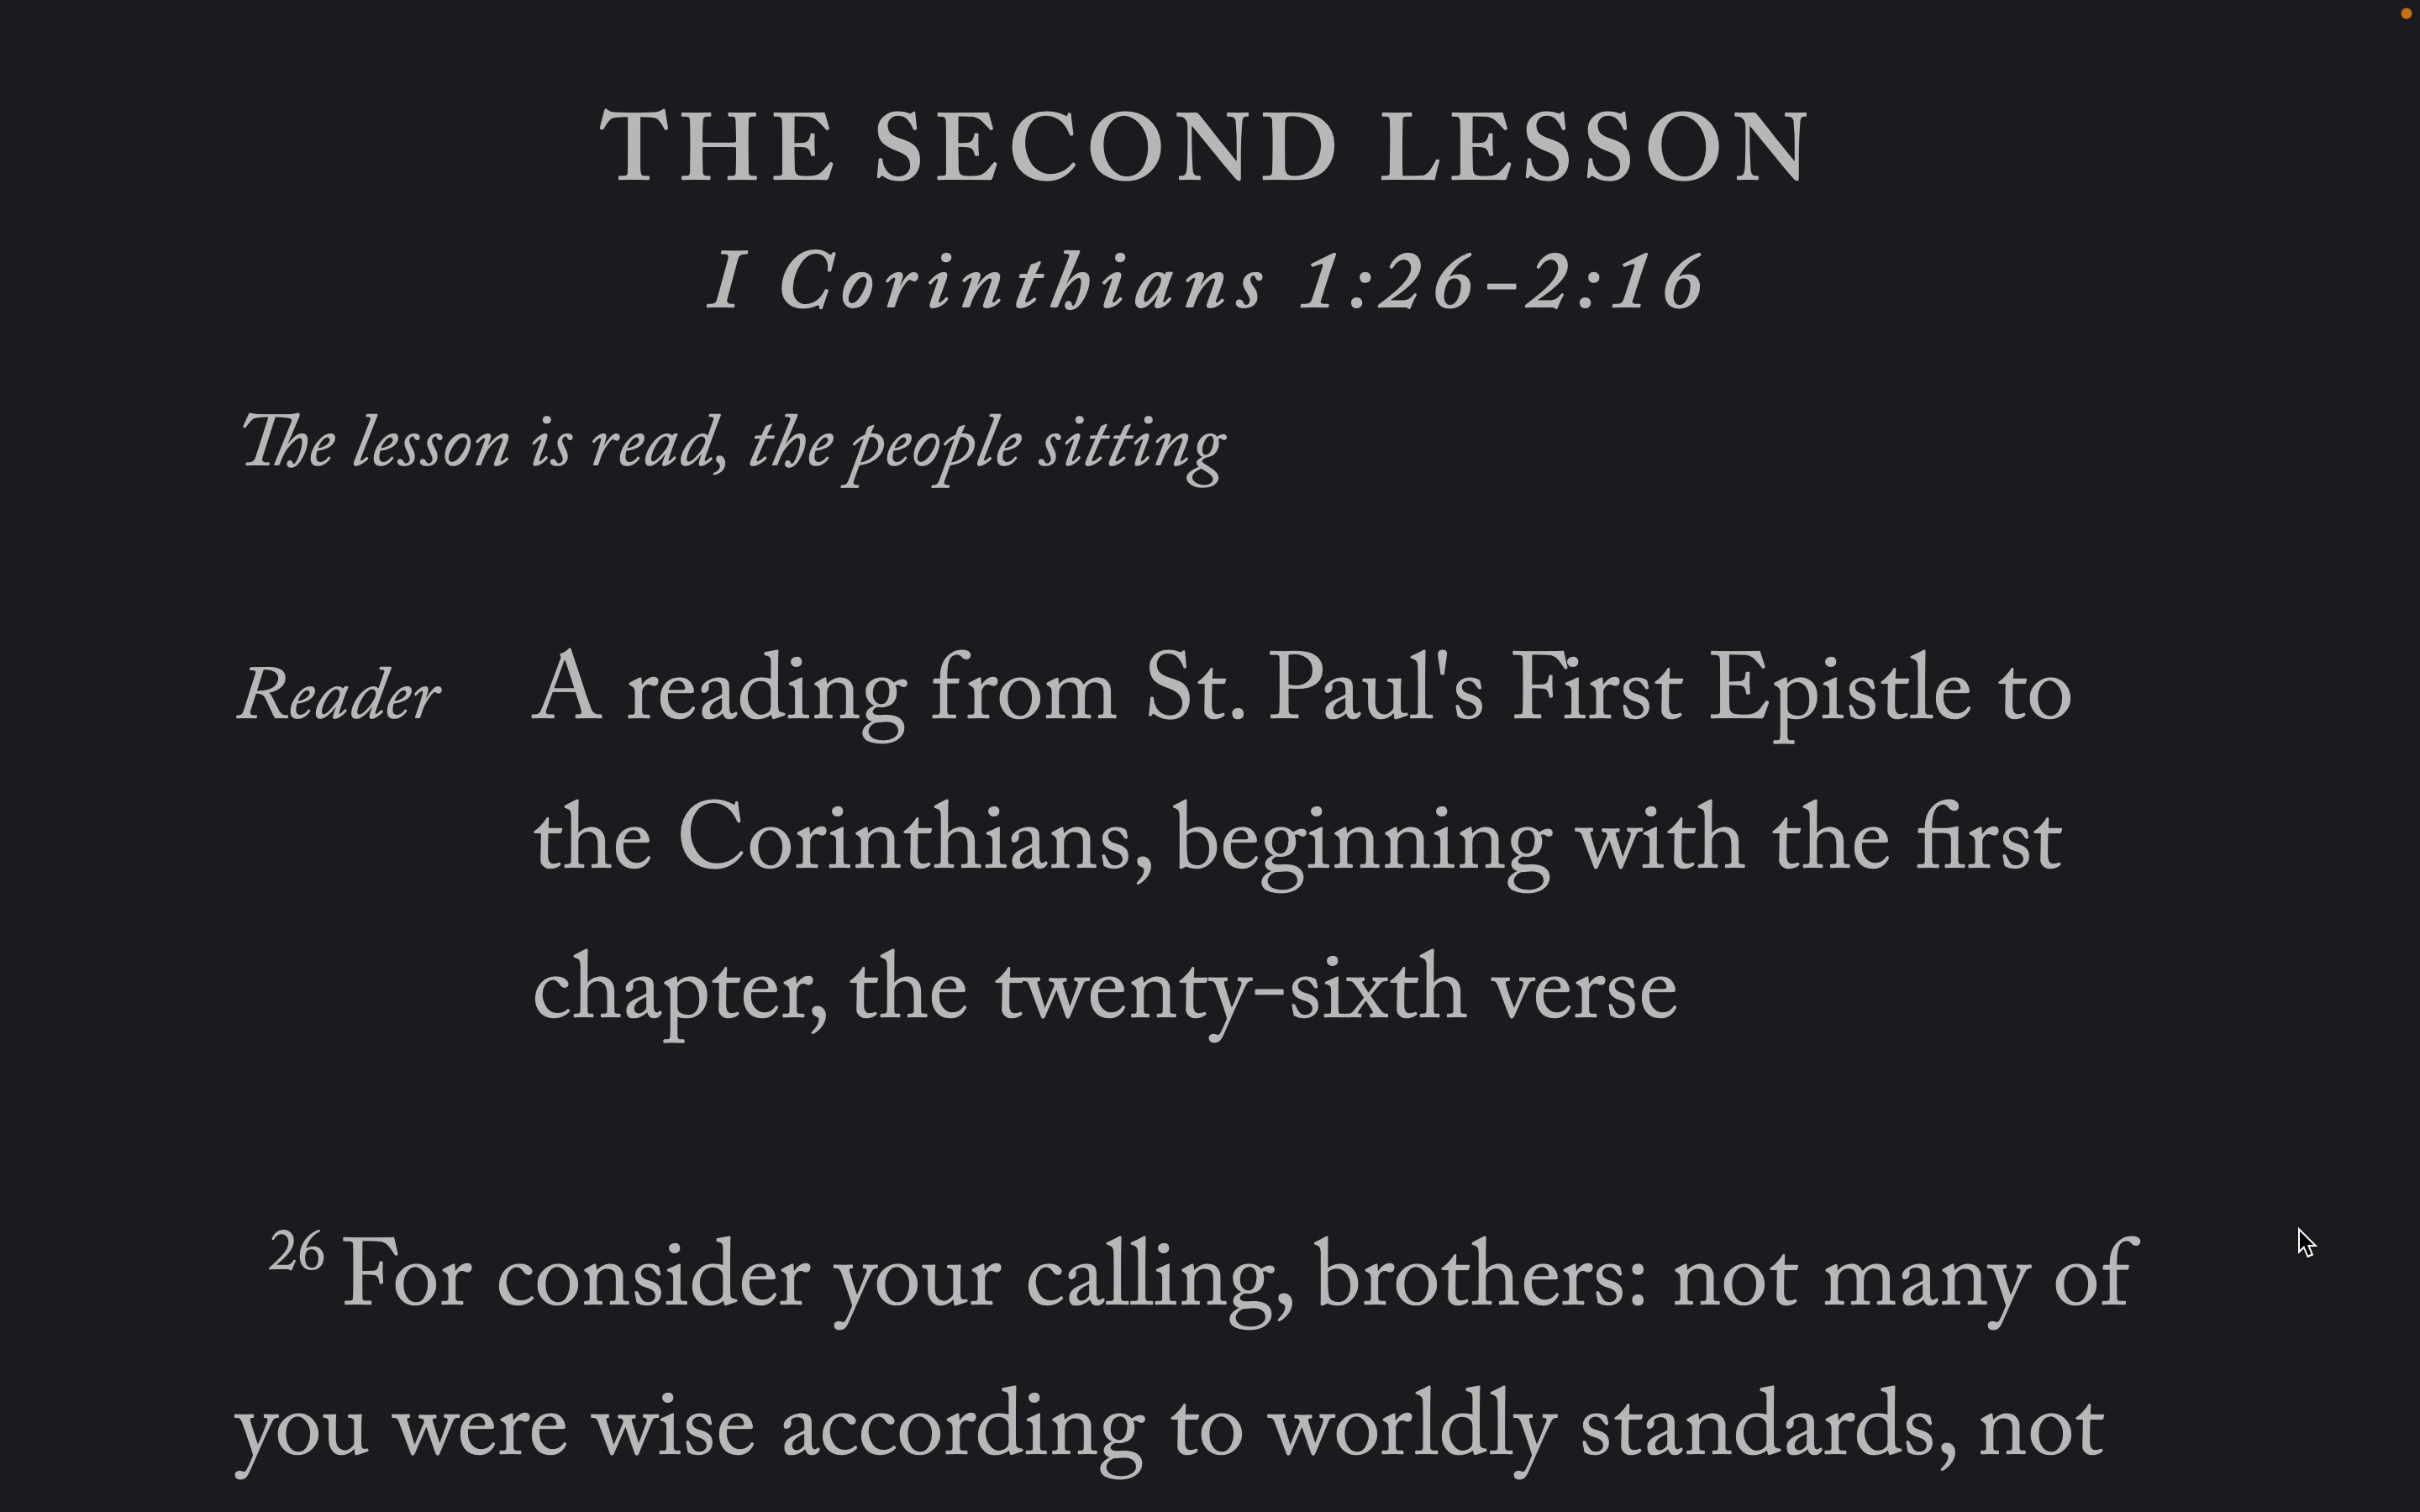 THE SECOND LESSON
I Corinthians 1:26–2:16
The lesson is read, the people sitting
Reader A reading from St. Paul's First Epistle to
the Corinthians, beginning with the first
chapter, the twenty-sixth verse
26 For consider your calling, brothers: not many of
you were wise according to worldly standards, not